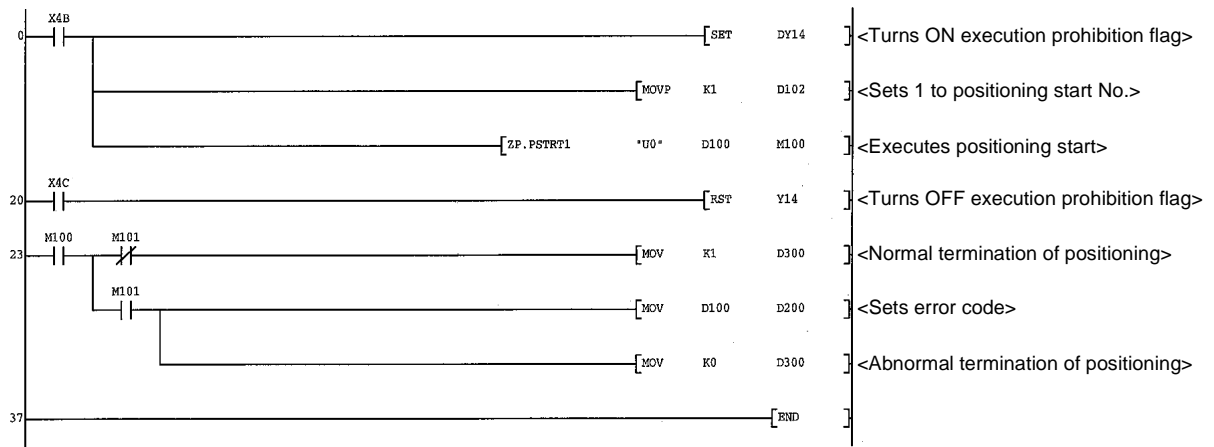 X4B
0 [SET DY14 ] <Turns ON execution prohibition flag>
[MOVP K1 D102 ] <Sets 1 to positioning start No.>
[ZP.PSTRT1 "U0" D100 M100 ] <Executes positioning start>
X4C
20 [RST Y14 ] <Turns OFF execution prohibition flag>
M100 M101
23 [MOV K1 D300 ] <Normal termination of positioning>
M101
[MOV D100 D200 ] <Sets error code>
[MOV K0 D300 ] <Abnormal termination of positioning>
37 [END ]